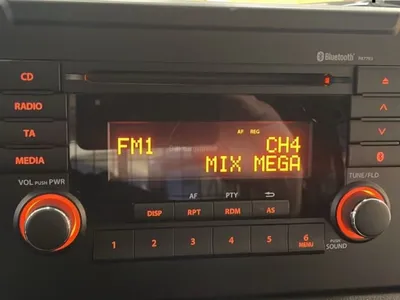 Bluetooth
CD
RADIO
TA
MEDIA
AF REG
FM1 CH4
MIX MEGA
VOL PUSH PWR
TUNE/FLD
AF PTY
DISP RPT RDM AS
1 2 3 4 5 6
MENU
PUSH
SOUND